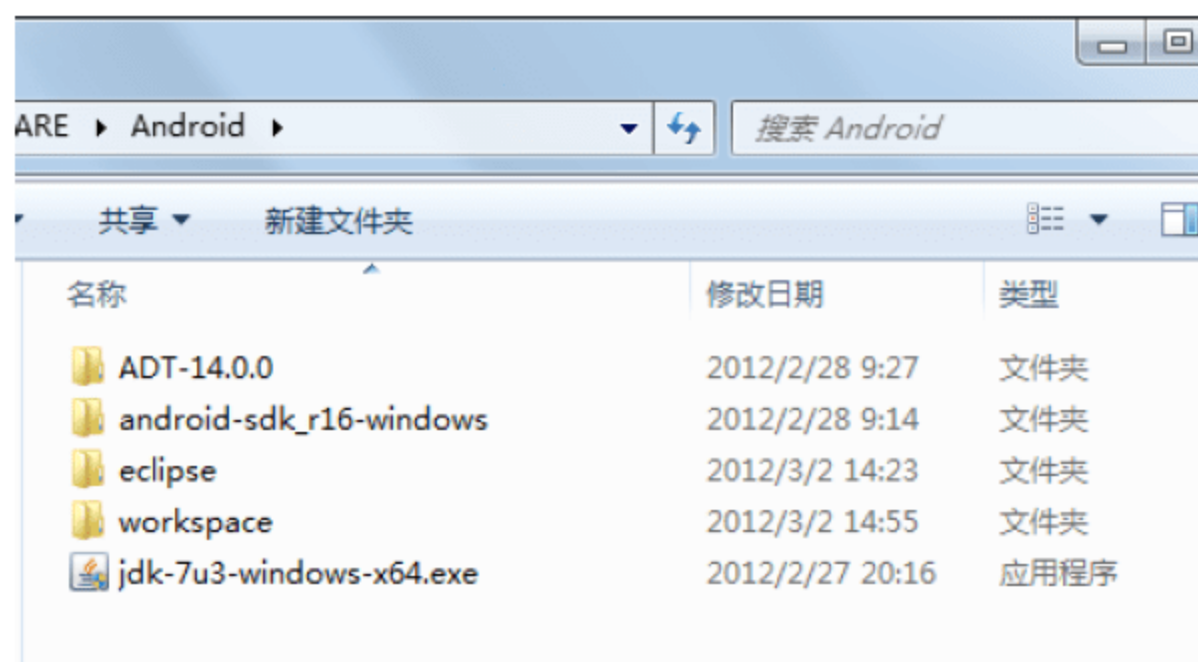 ARE ▸ Android ▸
搜索 Android
共享 新建文件夹
名称 修改日期 类型
ADT-14.0.0 2012/2/28 9:27 文件夹
android-sdk_r16-windows 2012/2/28 9:14 文件夹
eclipse 2012/3/2 14:23 文件夹
workspace 2012/3/2 14:55 文件夹
jdk-7u3-windows-x64.exe 2012/2/27 20:16 应用程序